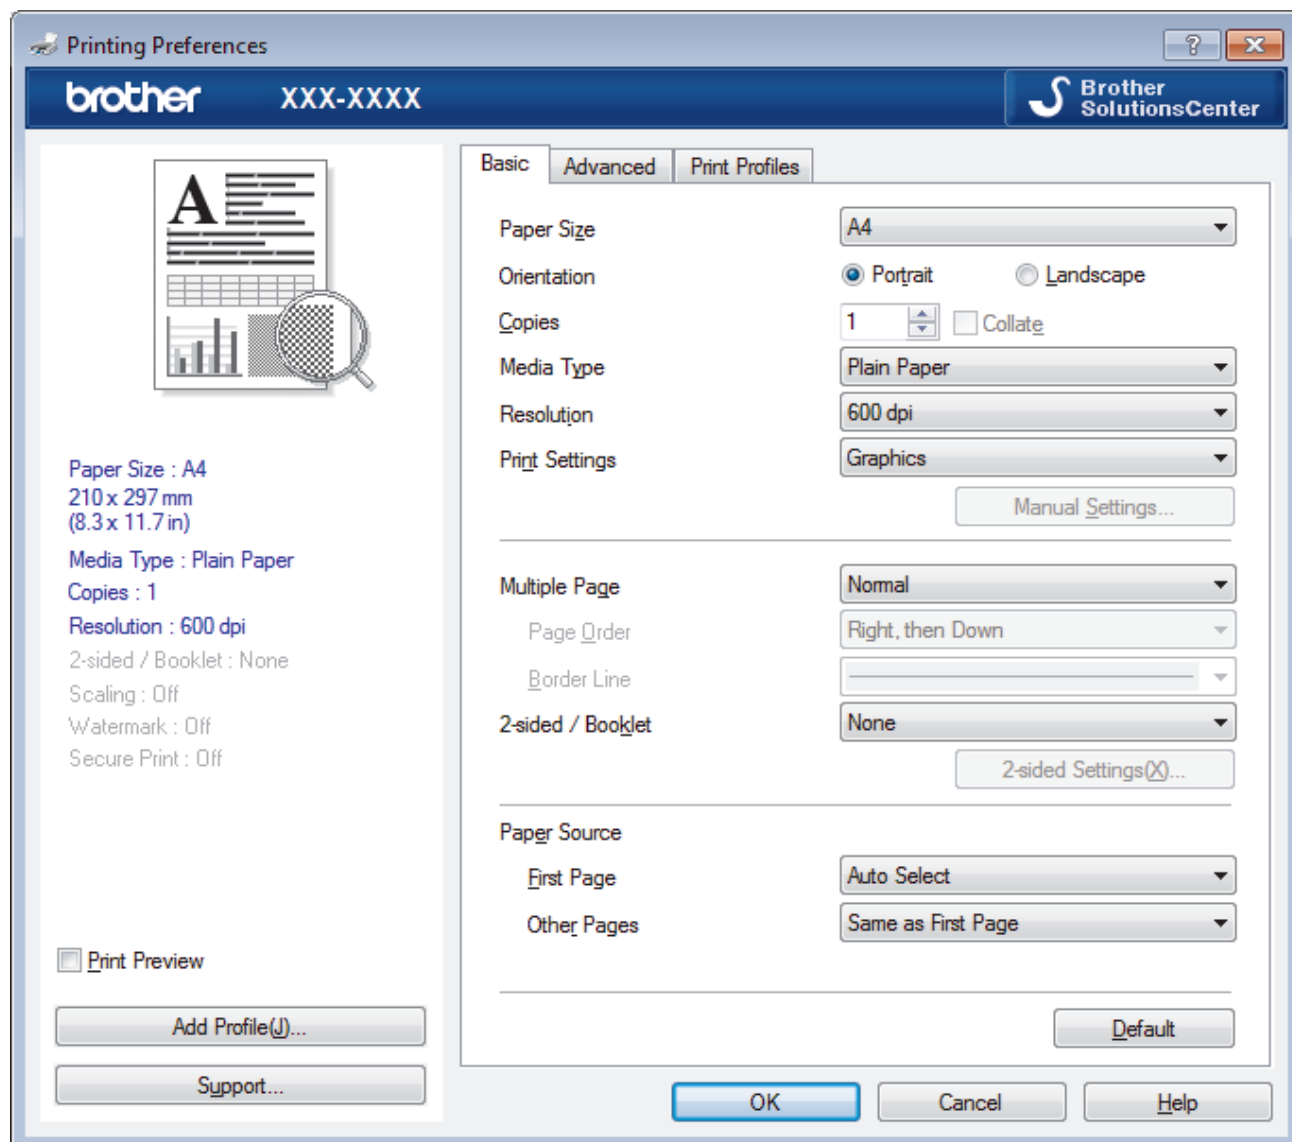 Printing Preferences
?
brother XXX-XXXX
Brother
SolutionsCenter
A
Paper Size : A4
210 x 297 mm
(8.3 x 11.7 in)
Media Type : Plain Paper
Copies : 1
Resolution : 600 dpi
2-sided / Booklet : None
Scaling : Off
Watermark : Off
Secure Print : Off
Print Preview
Add Profile(J)...
Support...
Basic Advanced Print Profiles
Paper Size A4
Orientation Portrait Landscape
Copies 1 Collate
Media Type Plain Paper
Resolution 600 dpi
Print Settings Graphics
Manual Settings...
Multiple Page Normal
Page Order Right, then Down
Border Line
2-sided / Booklet None
2-sided Settings(X)...
Paper Source
First Page Auto Select
Other Pages Same as First Page
Default
OK Cancel Help